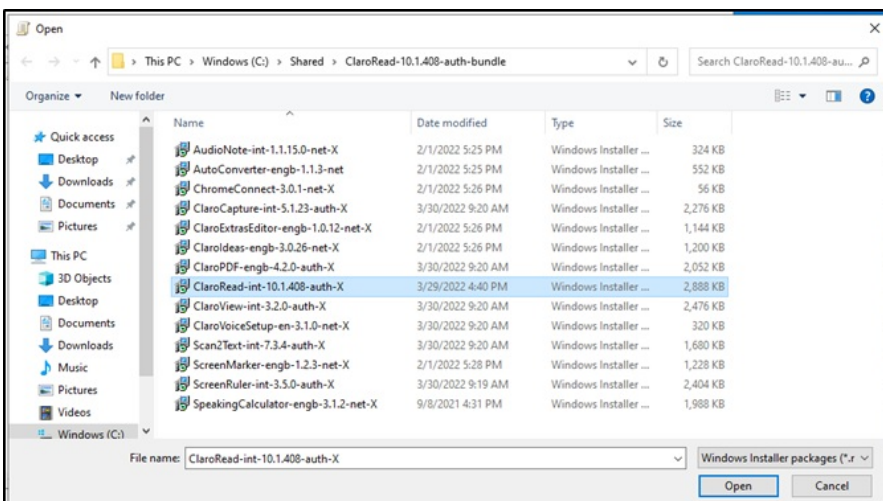 Open
This PC > Windows (C:) > Shared > ClaroRead-10.1.408-auth-bundle
Search ClaroRead-10.1.408-au...
Organize
New folder
Name Date modified Type Size
Quick access
Desktop
Downloads
Documents
Pictures
This PC
3D Objects
Desktop
Documents
Downloads
Music
Pictures
Videos
Windows (C:)
AudioNote-int-1.1.15.0-net-X 2/1/2022 5:25 PM Windows Installer ... 324 KB
AutoConverter-engb-1.1.3-net 2/1/2022 5:25 PM Windows Installer ... 552 KB
ChromeConnect-3.0.1-net-X 2/1/2022 5:26 PM Windows Installer ... 56 KB
ClaroCapture-int-5.1.23-auth-X 3/30/2022 9:20 AM Windows Installer ... 2,276 KB
ClaroExtrasEditor-engb-1.0.12-net-X 2/1/2022 5:26 PM Windows Installer ... 1,144 KB
ClaroIdeas-engb-3.0.26-net-X 2/1/2022 5:26 PM Windows Installer ... 1,200 KB
ClaroPDF-engb-4.2.0-auth-X 3/30/2022 9:20 AM Windows Installer ... 2,052 KB
ClaroRead-int-10.1.408-auth-X 3/29/2022 4:40 PM Windows Installer ... 2,888 KB
ClaroView-int-3.2.0-auth-X 3/30/2022 9:20 AM Windows Installer ... 2,476 KB
ClaroVoiceSetup-en-3.1.0-net-X 3/30/2022 9:20 AM Windows Installer ... 320 KB
Scan2Text-int-7.3.4-auth-X 3/30/2022 9:20 AM Windows Installer ... 1,680 KB
ScreenMarker-engb-1.2.3-net-X 2/1/2022 5:28 PM Windows Installer ... 1,228 KB
ScreenRuler-int-3.5.0-auth-X 3/30/2022 9:19 AM Windows Installer ... 2,404 KB
SpeakingCalculator-engb-3.1.2-net-X 9/8/2021 4:31 PM Windows Installer ... 1,988 KB
File name: ClaroRead-int-10.1.408-auth-X
Windows Installer packages (*.r
Open
Cancel